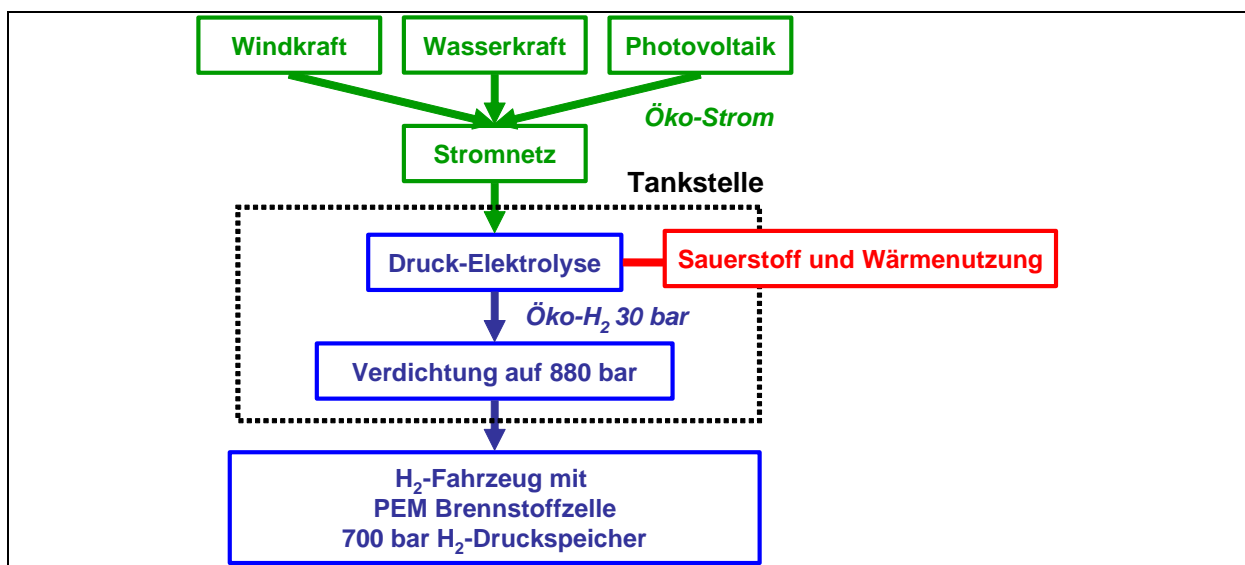 Windkraft
Wasserkraft
Photovoltaik
Öko-Strom
Stromnetz
Tankstelle
Druck-Elektrolyse
Sauerstoff und Wärmenutzung
Öko-H₂ 30 bar
Verdichtung auf 880 bar
H₂-Fahrzeug mit
PEM Brennstoffzelle
700 bar H₂-Druckspeicher